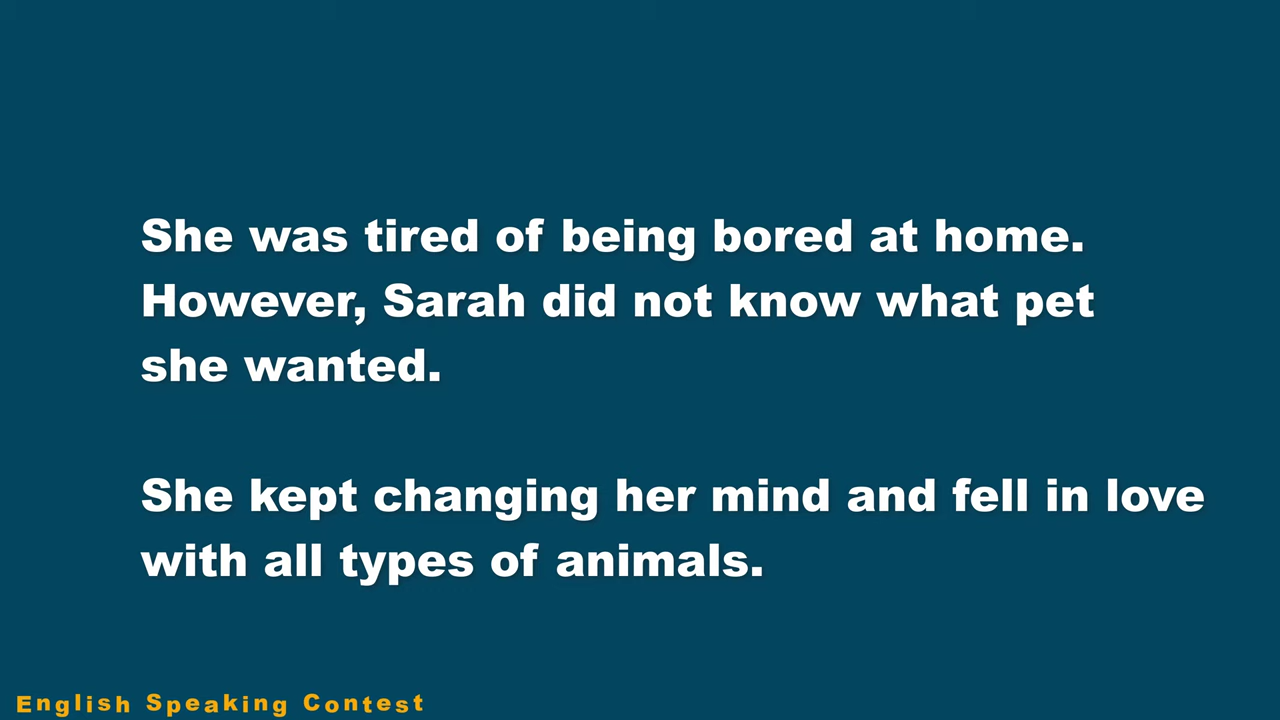 She was tired of being bored at home.
However, Sarah did not know what pet
she wanted.
She kept changing her mind and fell in love
with all types of animals.
English Speaking Contest